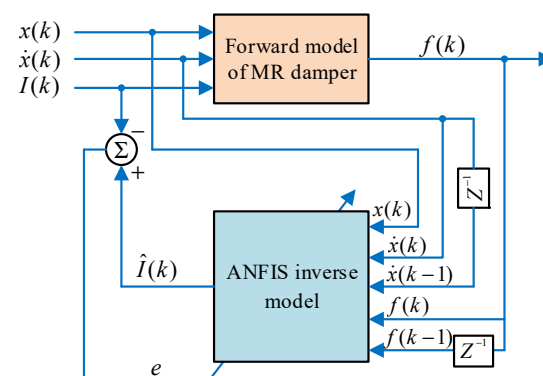 x(k)
ẋ(k)
I(k)
Forward model
of MR damper
f(k)
−
Σ
+
Z⁻¹
x(k)
ẋ(k)
ẋ(k−1)
f(k)
f(k−1)
Z⁻¹
Î(k)
ANFIS inverse
model
e